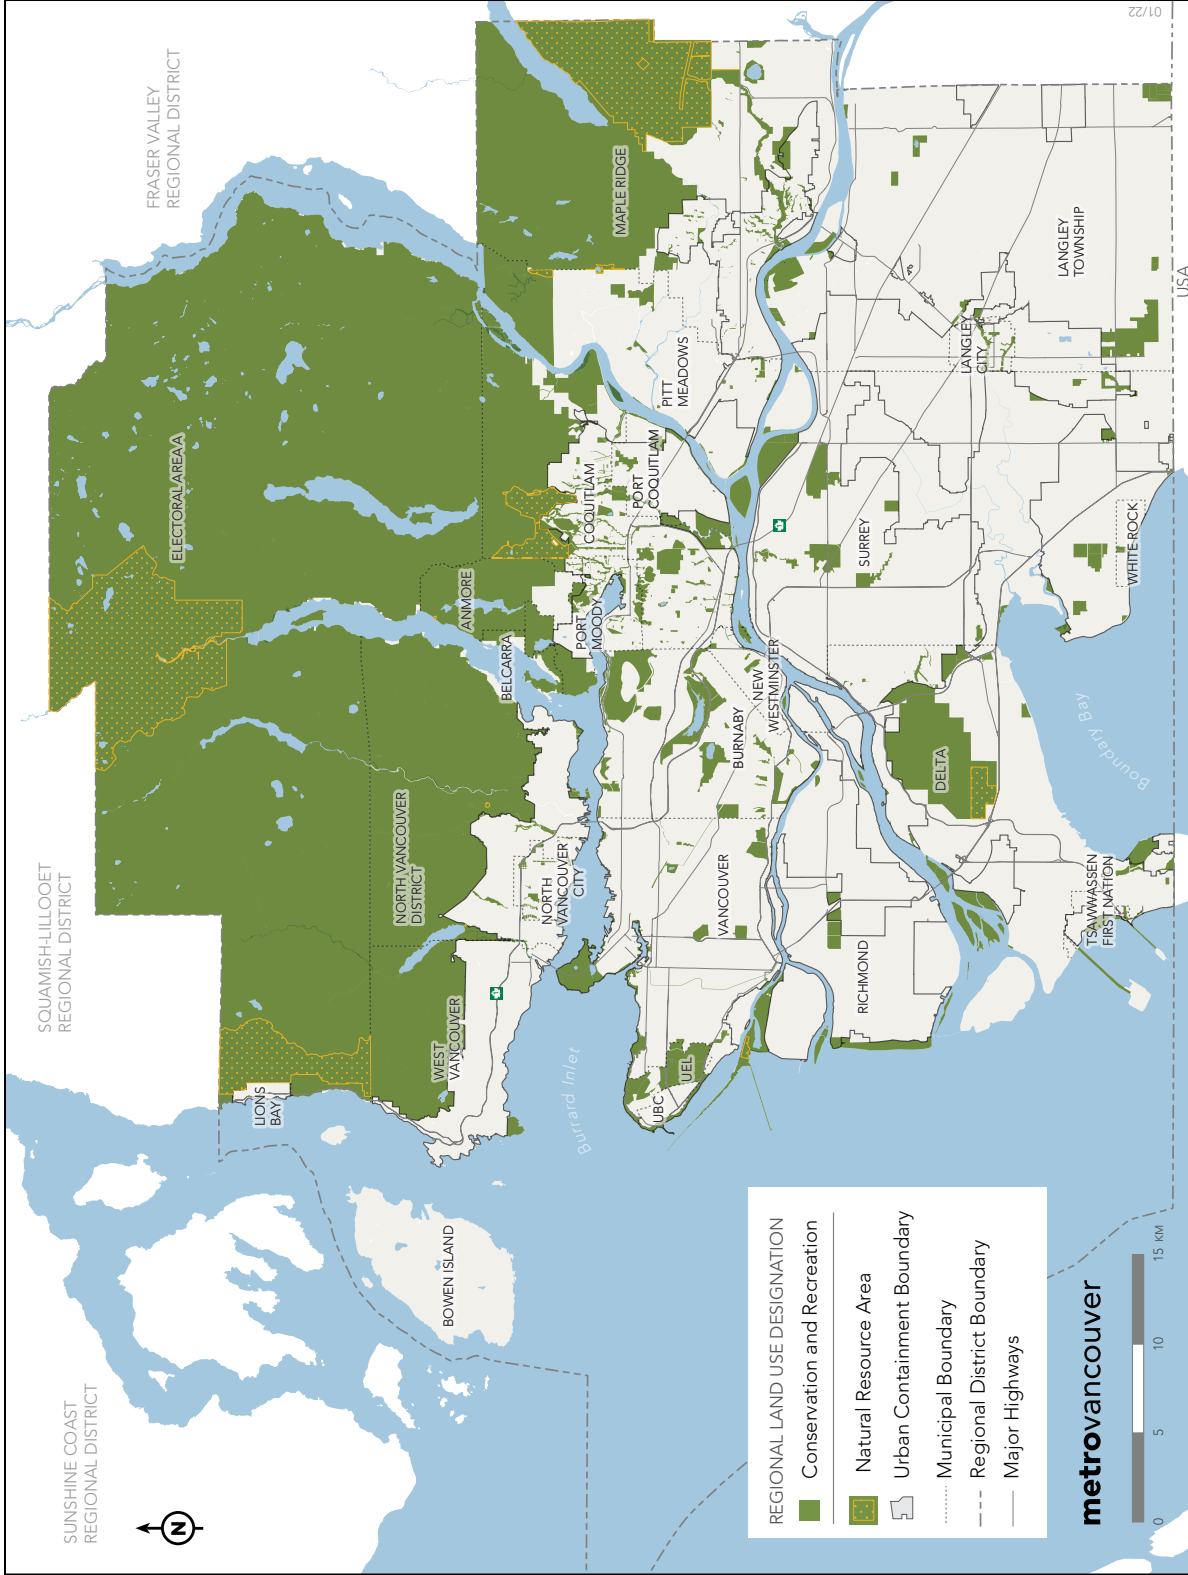 SUNSHINE COAST
REGIONAL DISTRICT
SQUAMISH-LILLOOET
REGIONAL DISTRICT
FRASER VALLEY
REGIONAL DISTRICT
N
ELECTORAL AREA A
LIONS
BAY
BOWEN ISLAND
WEST
VANCOUVER
NORTH VANCOUVER
DISTRICT
NORTH
VANCOUVER
CITY
BELCARRA
ANMORE
PORT
MOODY
COQUITLAM
PORT
COQUITLAM
PITT
MEADOWS
MAPLE RIDGE
Burrard Inlet
UBC
UEL
VANCOUVER
BURNABY
NEW
WESTMINSTER
RICHMOND
SURREY
DELTA
LANGLEY
CITY
LANGLEY
TOWNSHIP
WHITE ROCK
TSAWWASSEN
FIRST NATION
Boundary Bay
USA
REGIONAL LAND USE DESIGNATION
Conservation and Recreation
Natural Resource Area
Urban Containment Boundary
Municipal Boundary
Regional District Boundary
Major Highways
metrovancouver
0 5 10 15 KM
01/22